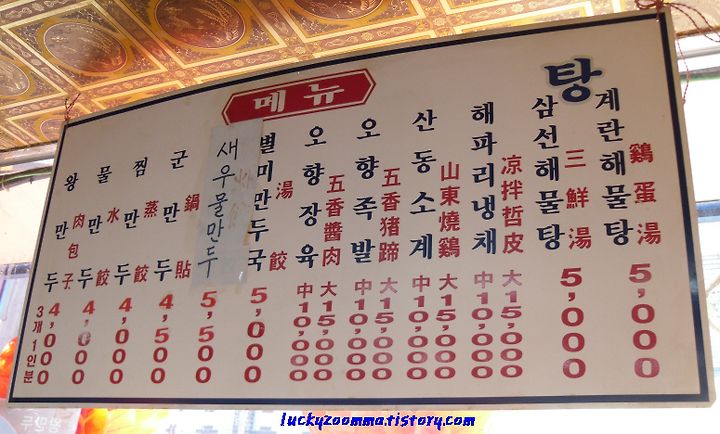 메뉴
왕만두
肉包子
3개1인분
4,000
물만두
水餃
4,000
찜만두
蒸餃
4,000
군만두
鍋貼
4,500
새우물만두
5,500
별미만두국
湯餃
5,000
오향장육
五香醬肉
中10,000
大15,000
오향족발
五香猪蹄
中10,000
大15,000
산동소계
山東燒鷄
中10,000
大15,000
해파리냉채
凉拌哲皮
中10,000
大15,000
탕
삼선해물탕
三鮮湯
5,000
계란해물탕
鷄蛋湯
5,000
luckyzoommatistory.com